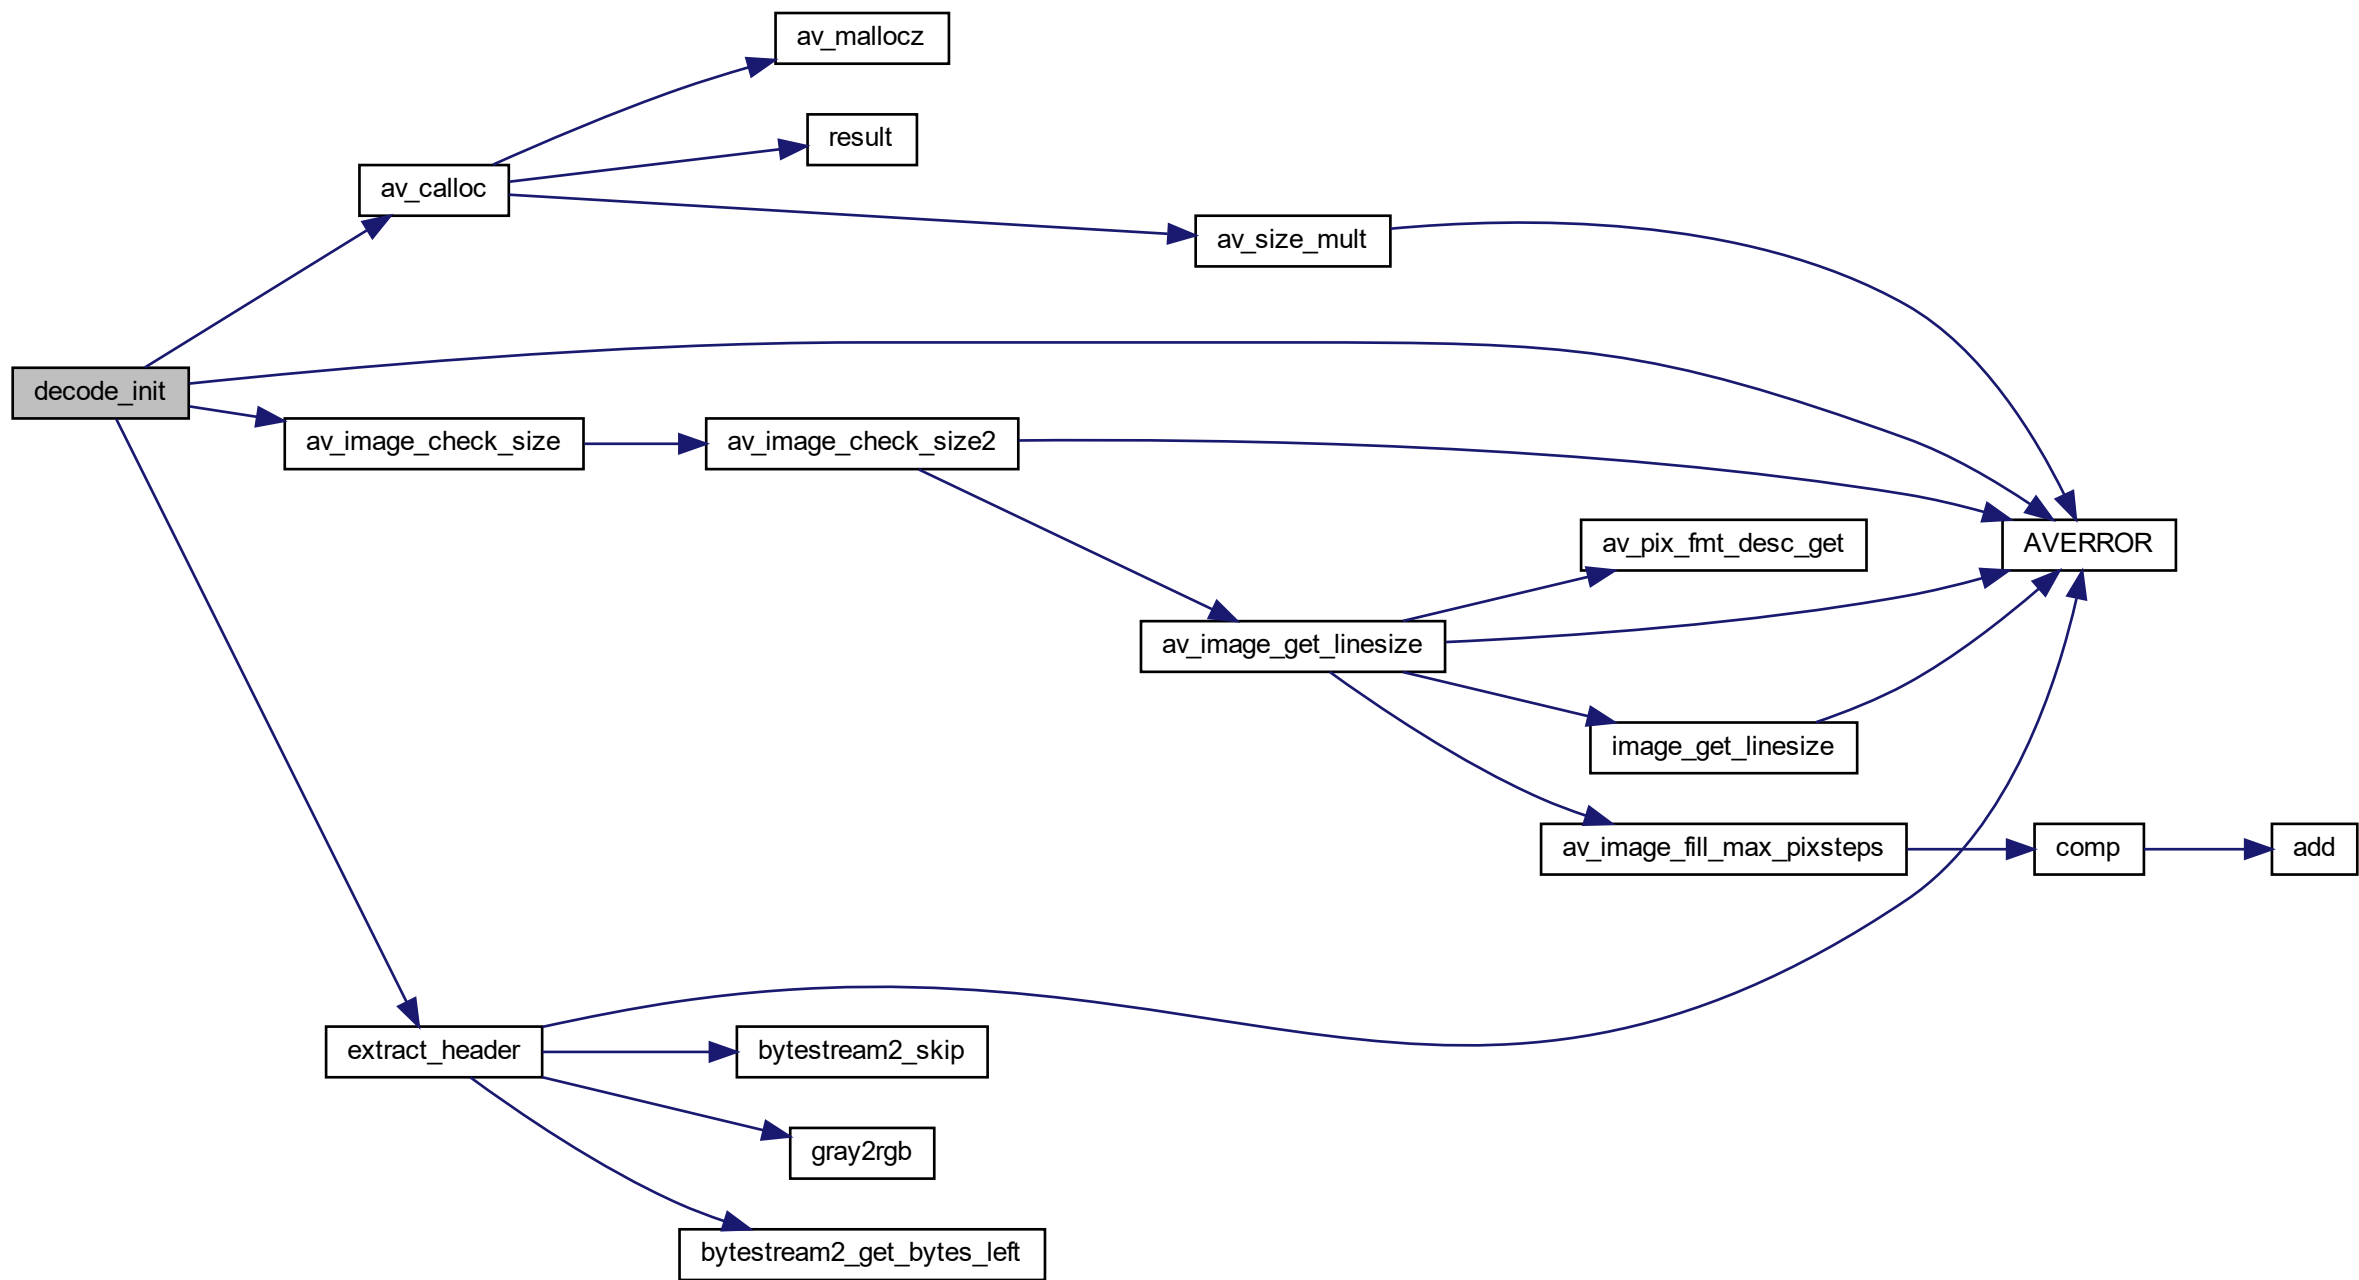 av_mallocz
result
av_calloc
av_size_mult
decode_init
av_image_check_size
av_image_check_size2
av_pix_fmt_desc_get
AVERROR
av_image_get_linesize
image_get_linesize
av_image_fill_max_pixsteps
comp
add
extract_header
bytestream2_skip
gray2rgb
bytestream2_get_bytes_left